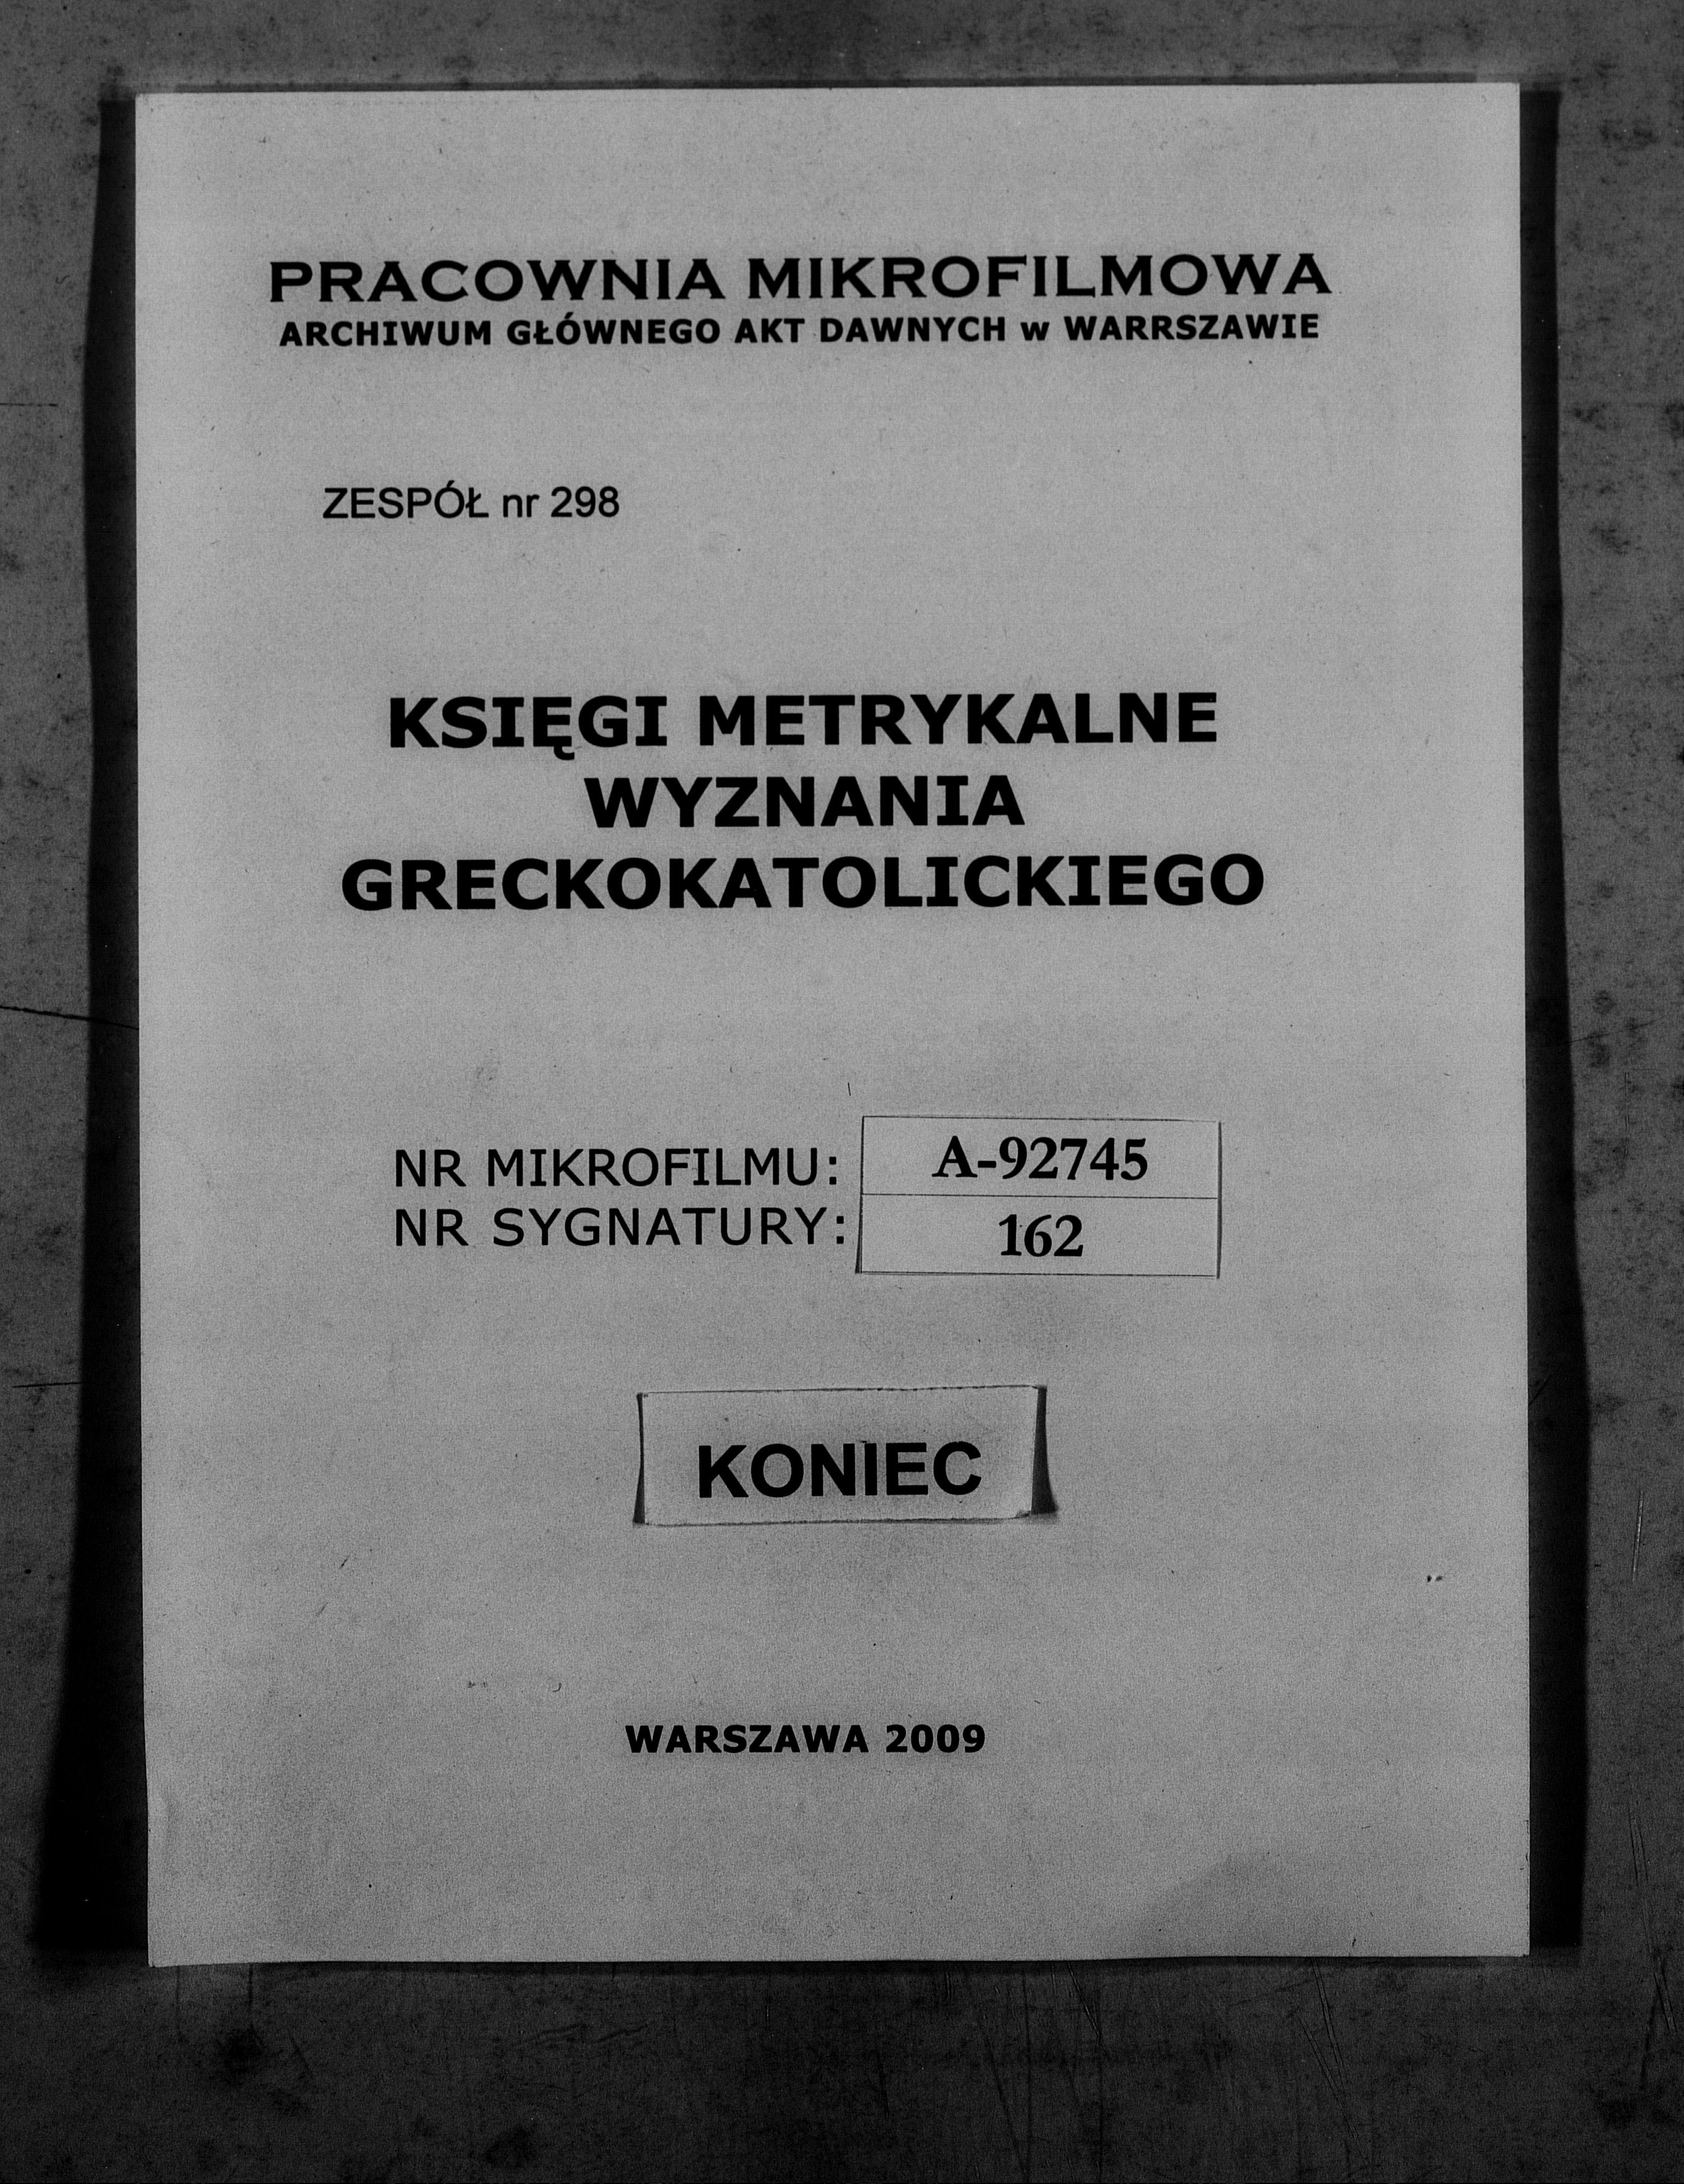 PRACOWNIA MIKROFILMOWA
ARCHIWUM GŁÓWNEGO AKT DAWNYCH w WARRSZAWIE
ZESPÓŁ nr 298
KSIĘGI METRYKALNE
WYZNANIA
GRECKOKATOLICKIEGO
NR MIKROFILMU: A-92745
NR SYGNATURY: 162
KONIEC
WARSZAWA 2009